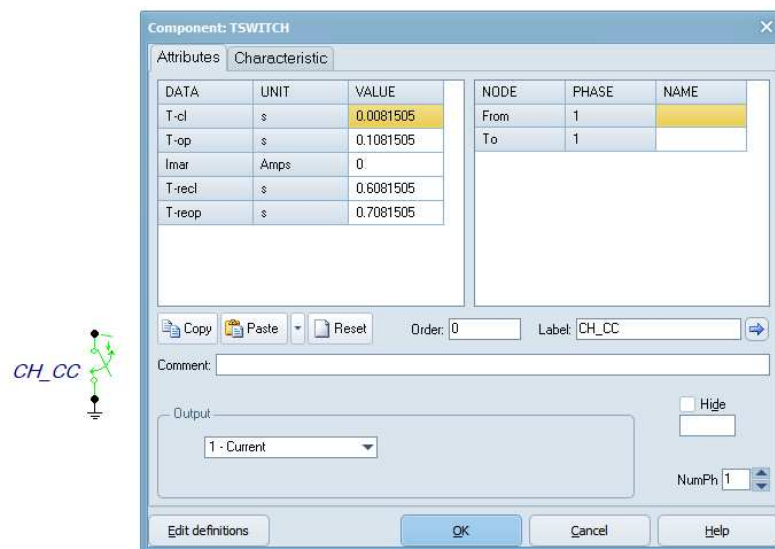 Component: TSWITCH
Attributes Characteristic
DATA UNIT VALUE
T-cl s 0.0081505
T-op s 0.1081505
Imar Amps 0
T-recl s 0.6081505
T-reop s 0.7081505
NODE PHASE NAME
From 1
To 1
Copy Paste Reset Order: 0 Label: CH_CC
CH_CC
Comment:
Output
1 - Current
Hide
NumPh 1
Edit definitions OK Cancel Help